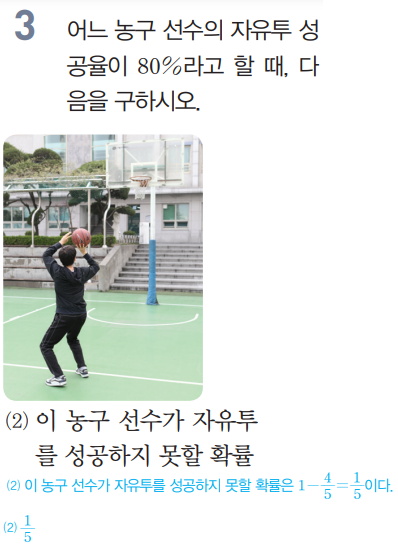 3
어느 농구 선수의 자유투 성
공률이 80%라고 할 때, 다
음을 구하시오.
(2) 이 농구 선수가 자유투
를 성공하지 못할 확률
(2) 이 농구 선수가 자유투를 성공하지 못할 확률은 1-4/5=1/5이다.
(2) 1/5